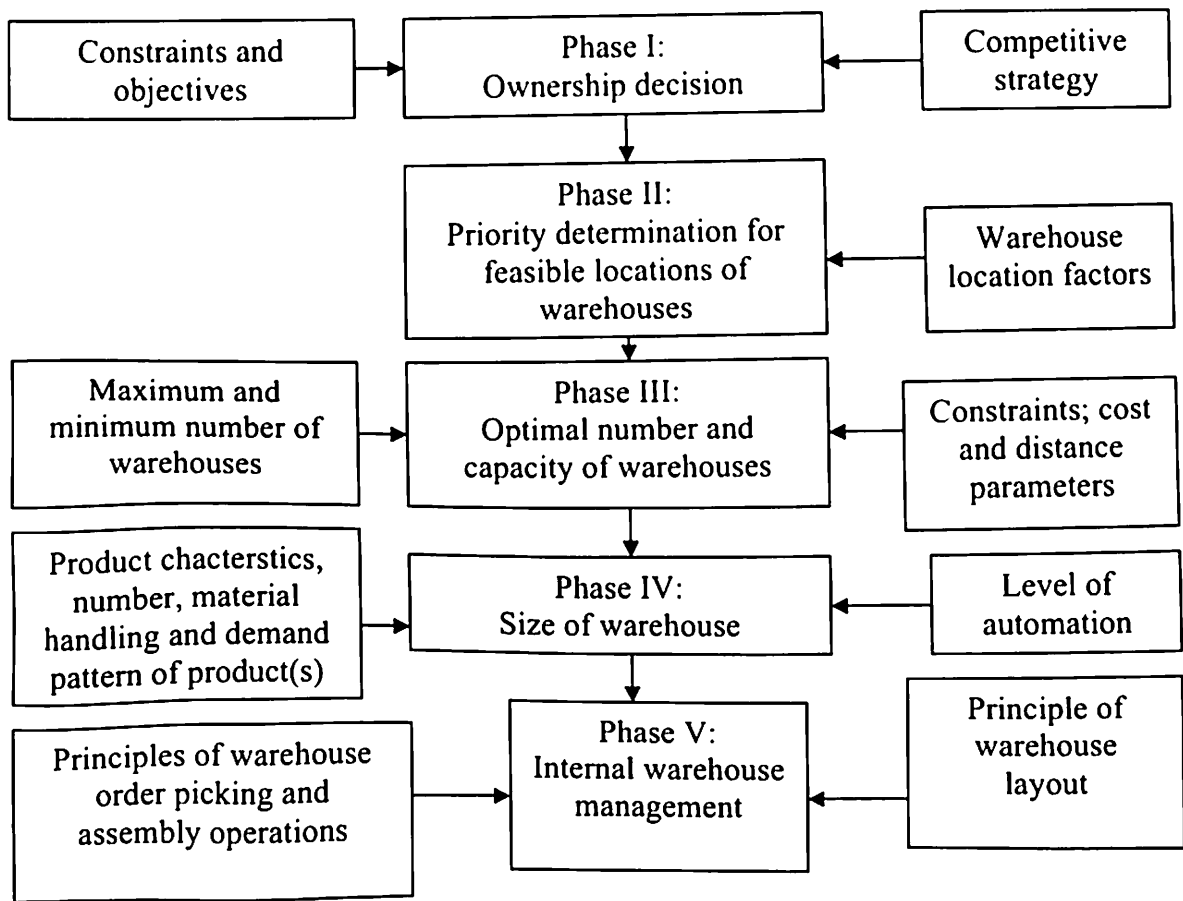 Constraints and
objectives
Phase I:
Ownership decision
Competitive
strategy
Phase II:
Priority determination for
feasible locations of
warehouses
Warehouse
location factors
Maximum and
minimum number of
warehouses
Phase III:
Optimal number and
capacity of warehouses
Constraints; cost
and distance
parameters
Product chacterstics,
number, material
handling and demand
pattern of product(s)
Phase IV:
Size of warehouse
Level of
automation
Principles of warehouse
order picking and
assembly operations
Phase V:
Internal warehouse
management
Principle of
warehouse
layout